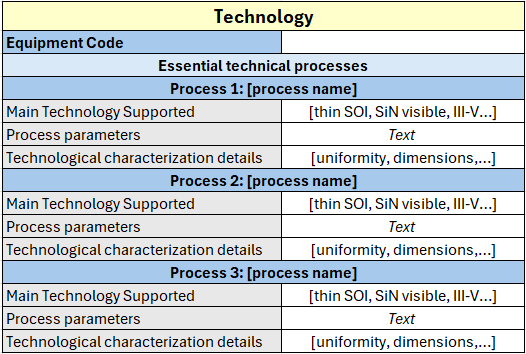 Technology
Equipment Code
Essential technical processes
Process 1: [process name]
Main Technology Supported [thin SOI, SiN visible, III-V...]
Process parameters Text
Technological characterization details [uniformity, dimensions,...]
Process 2: [process name]
Main Technology Supported [thin SOI, SiN visible, III-V...]
Process parameters Text
Technological characterization details [uniformity, dimensions,...]
Process 3: [process name]
Main Technology Supported [thin SOI, SiN visible, III-V...]
Process parameters Text
Technological characterization details [uniformity, dimensions,...]